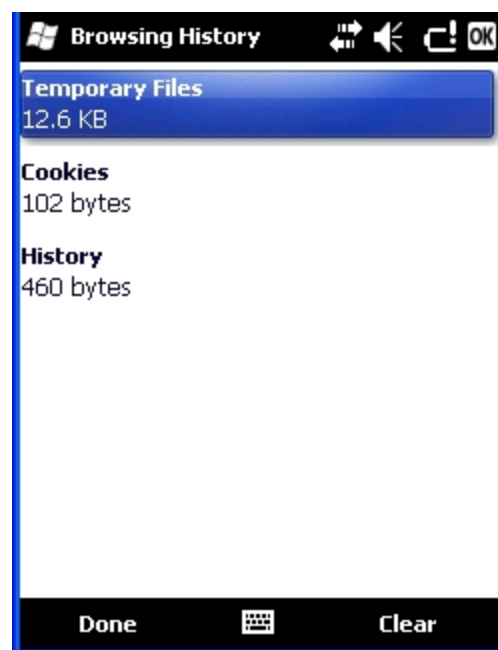 Browsing History
OK
Temporary Files
12.6 KB
Cookies
102 bytes
History
460 bytes
Done
Clear